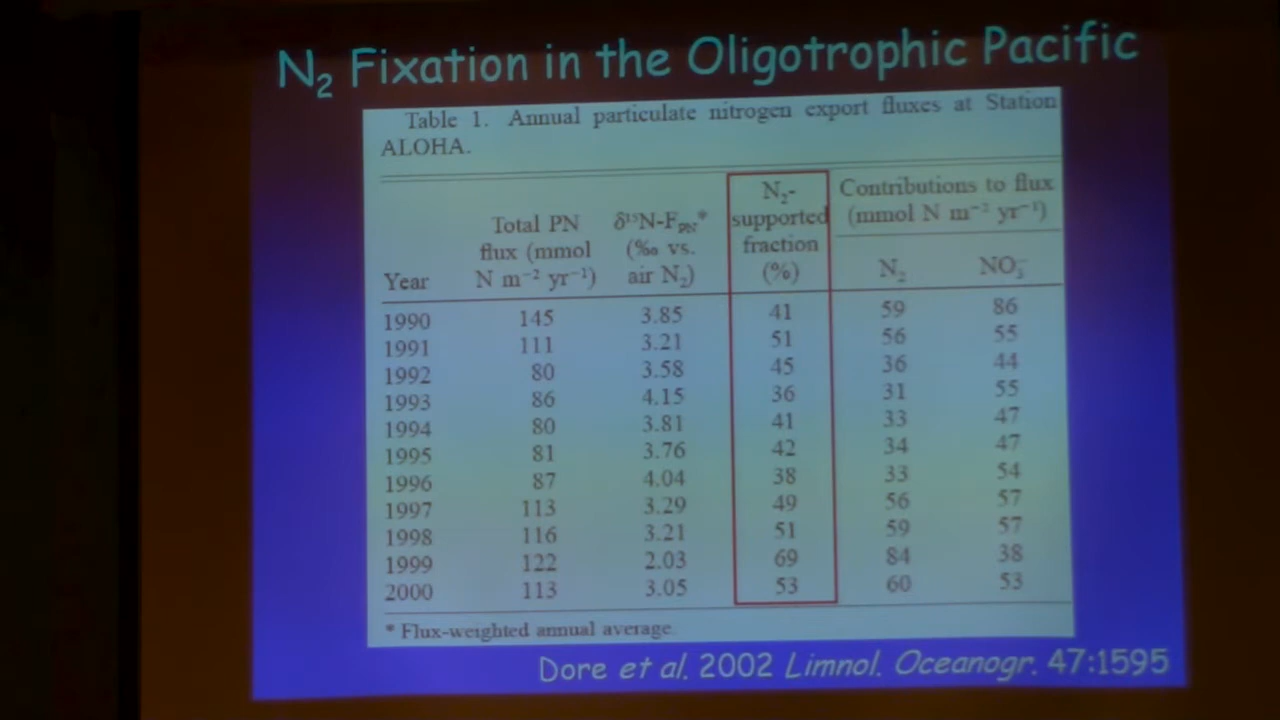 N₂ Fixation in the Oligotrophic Pacific
Table 1. Annual particulate nitrogen export fluxes at Station
ALOHA.
Year Total PN flux (mmol N m⁻² yr⁻¹) δ¹⁵N-F_PN* (‰ vs. air N₂) N₂-supported fraction (%) Contributions to flux (mmol N m⁻² yr⁻¹)
N₂ NO₃⁻
1990 145 3.85 41 59 86
1991 111 3.21 51 56 55
1992 80 3.58 45 36 44
1993 86 4.15 36 31 55
1994 80 3.81 41 33 47
1995 81 3.76 42 34 47
1996 87 4.04 38 33 54
1997 113 3.29 49 56 57
1998 116 3.21 51 59 57
1999 122 2.03 69 84 38
2000 113 3.05 53 60 53
* Flux-weighted annual average.
Dore et al. 2002 Limnol. Oceanogr. 47:1595